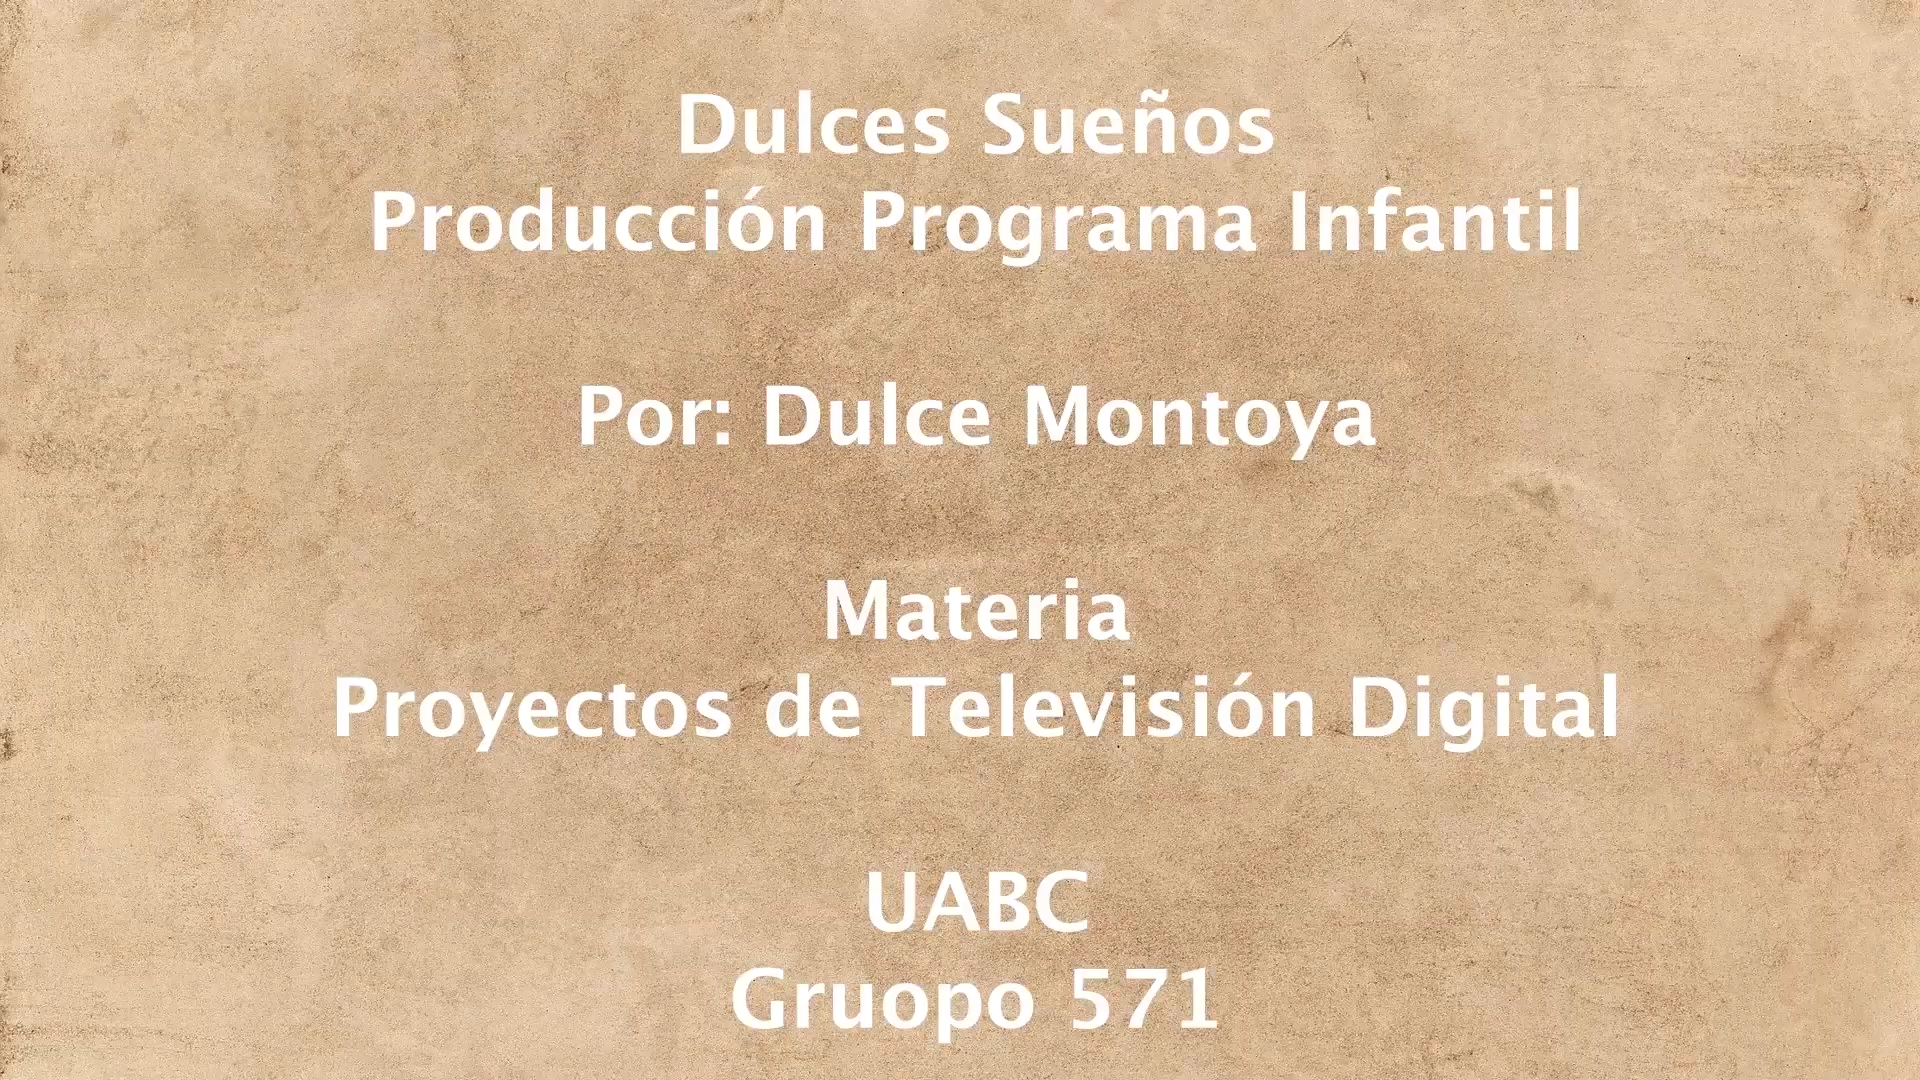 Dulces Sueños
Producción Programa Infantil
Por: Dulce Montoya
Materia
Proyectos de Televisión Digital
UABC
Gruopo 571